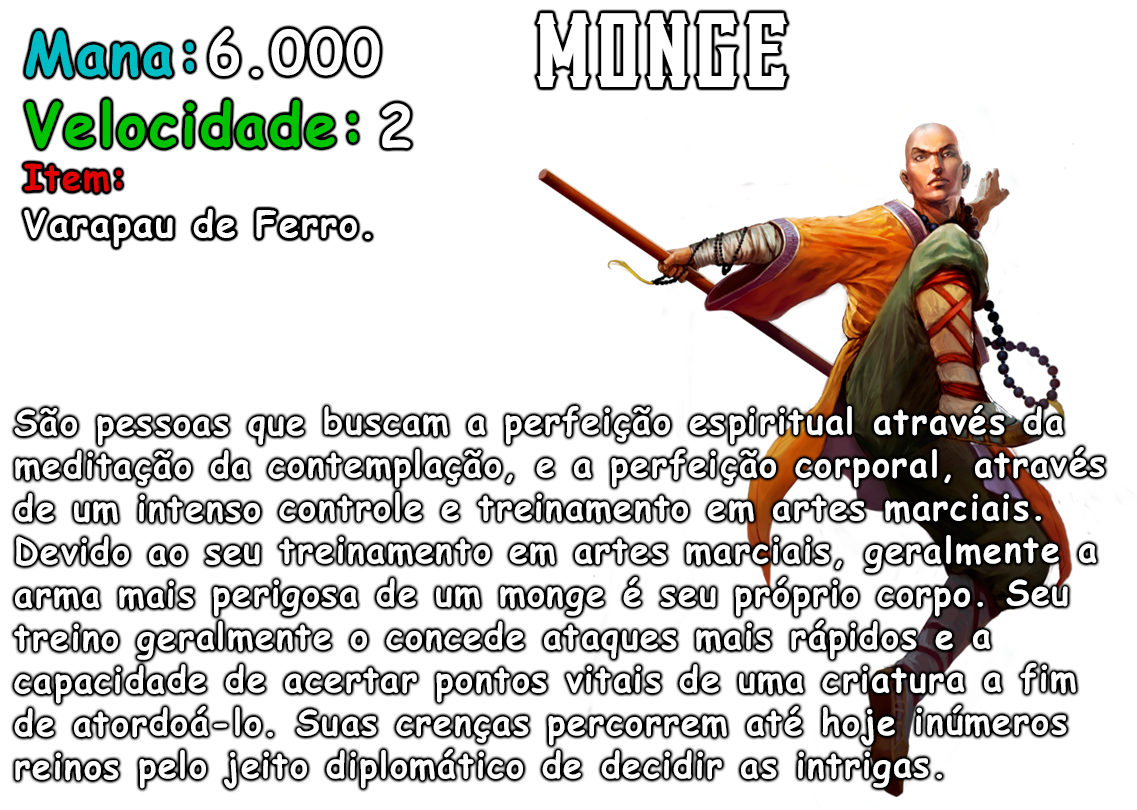 MONGE
Mana: 6.000
Velocidade: 2
Item:
Varapau de Ferro.
São pessoas que buscam a perfeição espiritual através da
meditação da contemplação, e a perfeição corporal, através
de um intenso controle e treinamento em artes marciais.
Devido ao seu treinamento em artes marciais, geralmente a
arma mais perigosa de um monge é seu próprio corpo. Seu
treino geralmente o concede ataques mais rápidos e a
capacidade de acertar pontos vitais de uma criatura a fim
de atordoá-lo. Suas crenças percorrem até hoje inúmeros
reinos pelo jeito diplomático de decidir as intrigas.